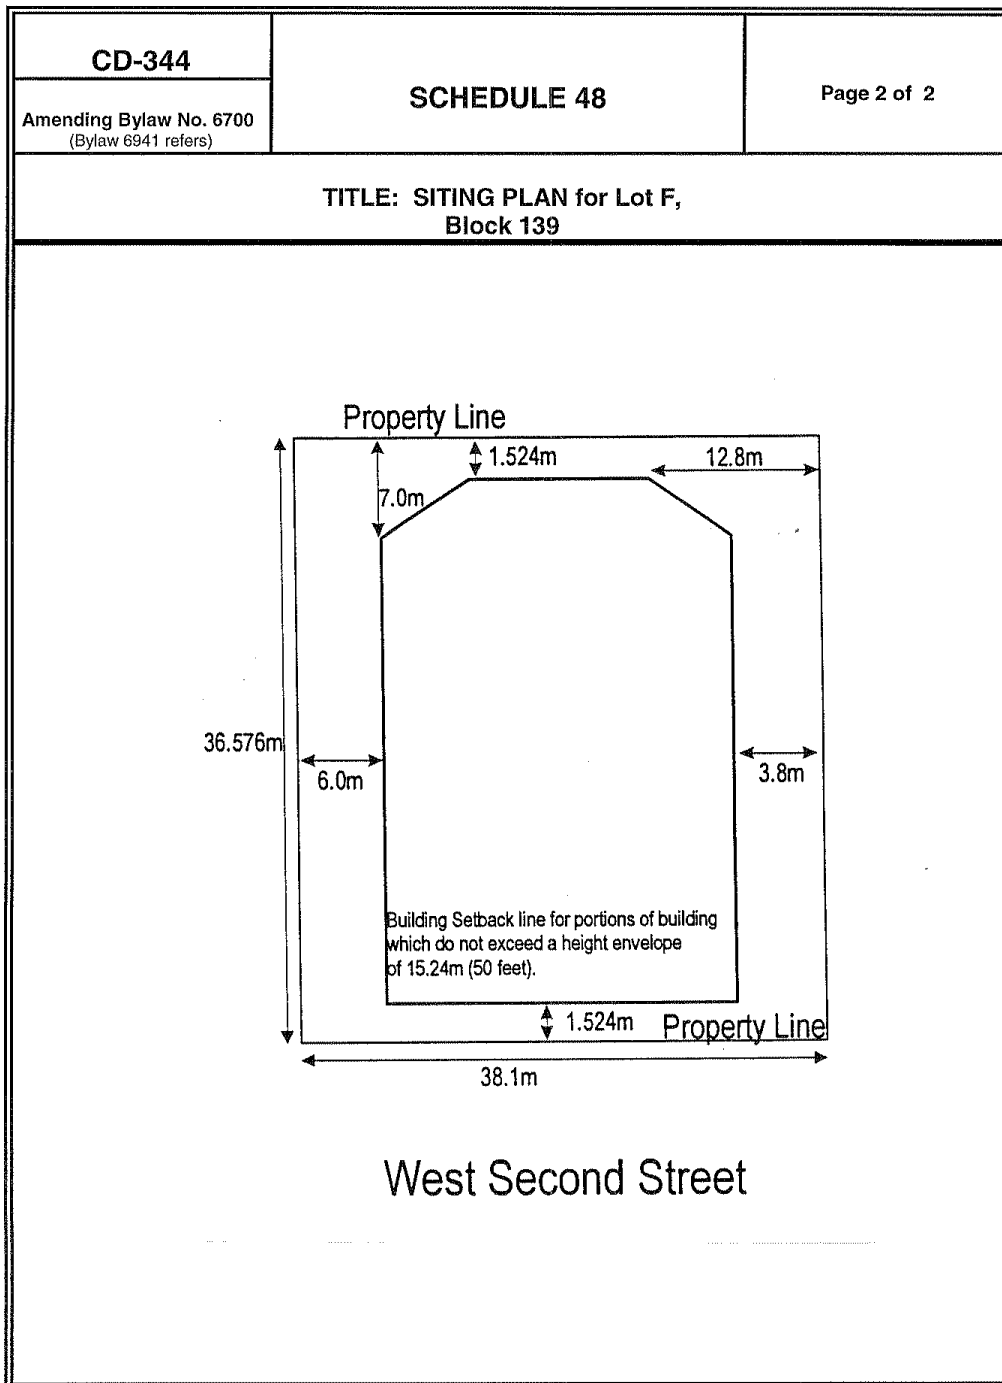 CD-344
Amending Bylaw No. 6700
(Bylaw 6941 refers)
SCHEDULE 48
Page 2 of 2
TITLE: SITING PLAN for Lot F,
Block 139
Property Line
1.524m
12.8m
7.0m
36.576m
6.0m
3.8m
Building Setback line for portions of building
which do not exceed a height envelope
of 15.24m (50 feet).
1.524m
Property Line
38.1m
West Second Street